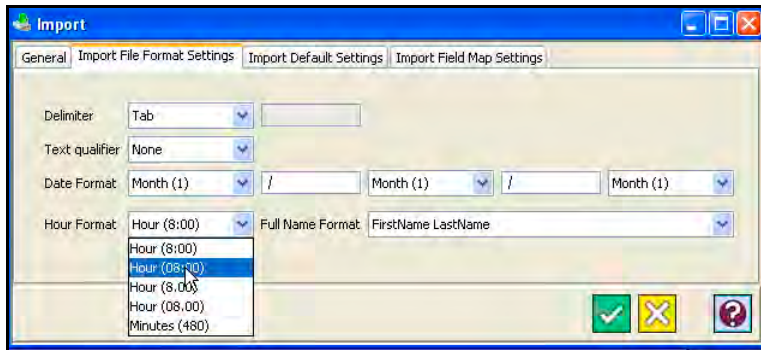 Import
General Import File Format Settings Import Default Settings Import Field Map Settings
Delimiter Tab
Text qualifier None
Date Format Month (1) / Month (1) / Month (1)
Hour Format Hour (8:00) Full Name Format FirstName LastName
Hour (8:00)
Hour (08:00)
Hour (8.00)
Hour (08.00)
Minutes (480)